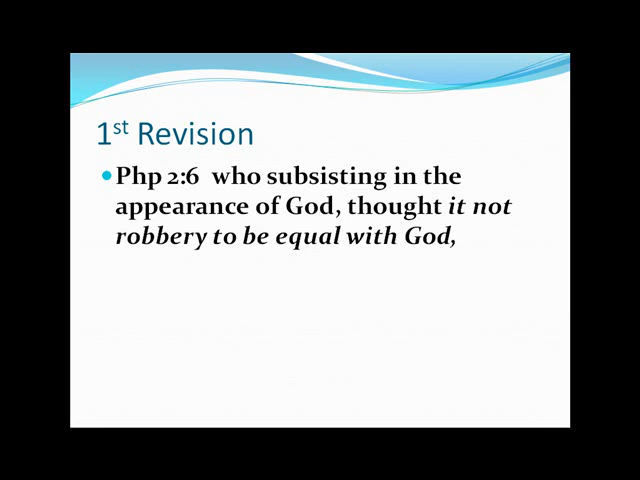 1st Revision
•Php 2:6  who subsisting in the
appearance of God, thought it not
robbery to be equal with God,